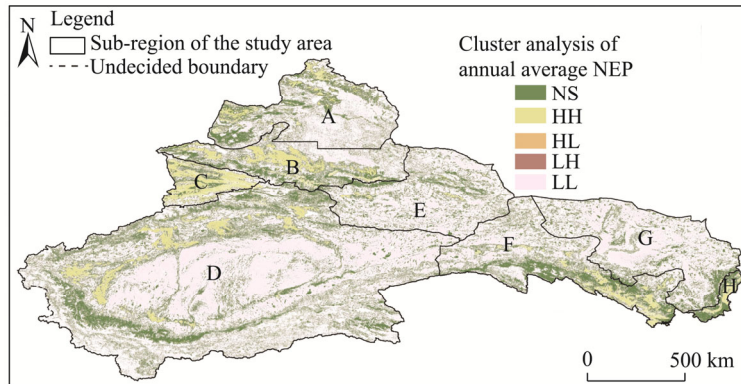 N
Legend
Sub-region of the study area
Undecided boundary
Cluster analysis of
annual average NEP
NS
HH
HL
LH
LL
A
B
C
D
E
F
G
H
0 500 km